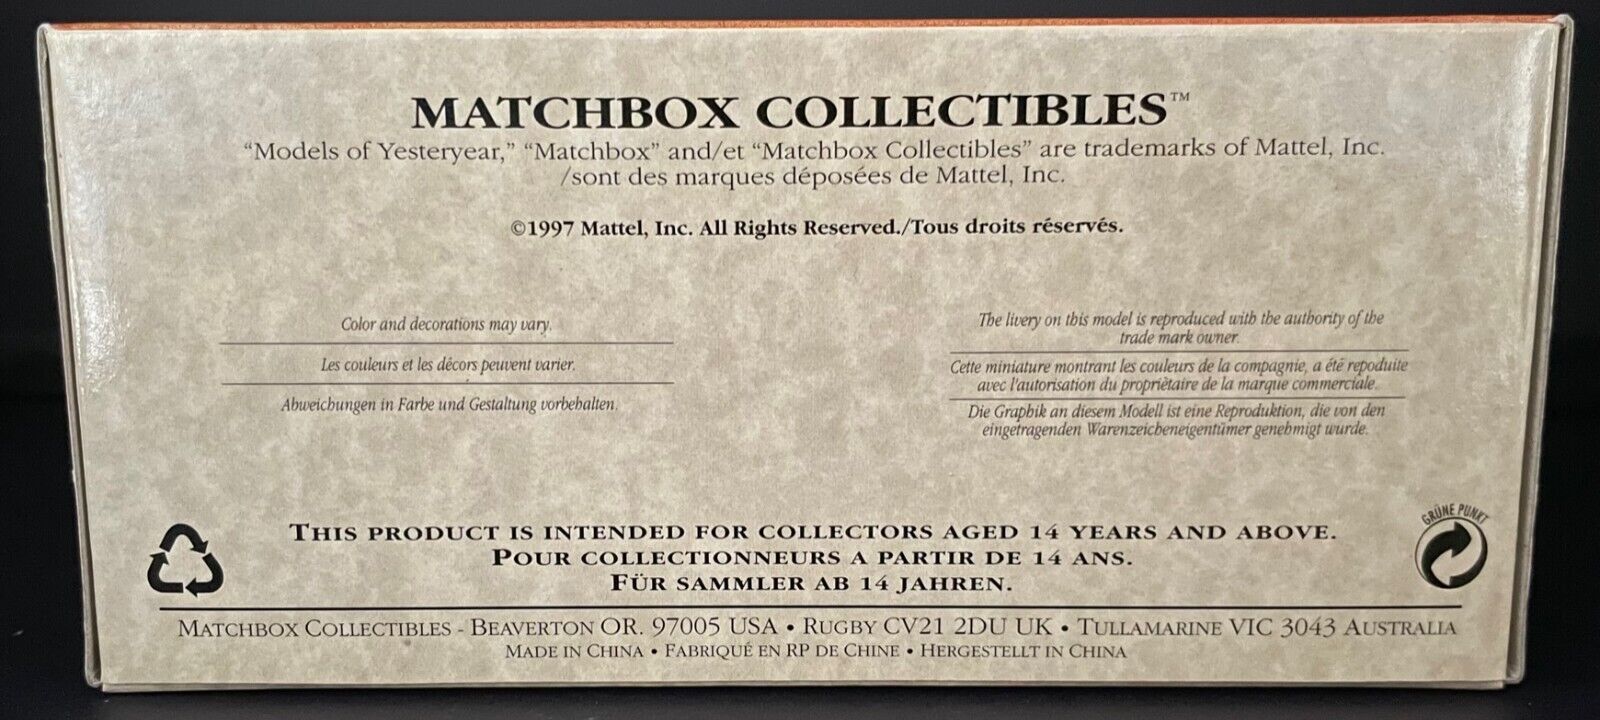 MATCHBOX COLLECTIBLES™
“Models of Yesteryear,” “Matchbox” and/et “Matchbox Collectibles” are trademarks of Mattel, Inc.
/sont des marques déposées de Mattel, Inc.
©1997 Mattel, Inc. All Rights Reserved./Tous droits réservés.
Color and decorations may vary.
Les couleurs et les décors peuvent varier.
Abweichungen in Farbe und Gestaltung vorbehalten.
The livery on this model is reproduced with the authority of the
trade mark owner.
Cette miniature montrant les couleurs de la compagnie, a été repoduite
avec l'autorisation du propriètaire de la marque commerciale.
Die Graphik an diesem Modell ist eine Reproduktion, die von den
eingetragenden Warenzeicheneigentümer genehmigt wurde.
GRÜNE PUNKT
THIS PRODUCT IS INTENDED FOR COLLECTORS AGED 14 YEARS AND ABOVE.
POUR COLLECTIONNEURS A PARTIR DE 14 ANS.
FÜR SAMMLER AB 14 JAHREN.
MATCHBOX COLLECTIBLES - BEAVERTON OR. 97005 USA • RUGBY CV21 2DU UK • TULLAMARINE VIC 3043 AUSTRALIA
MADE IN CHINA • FABRIQUÉ EN RP DE CHINE • HERGESTELLT IN CHINA